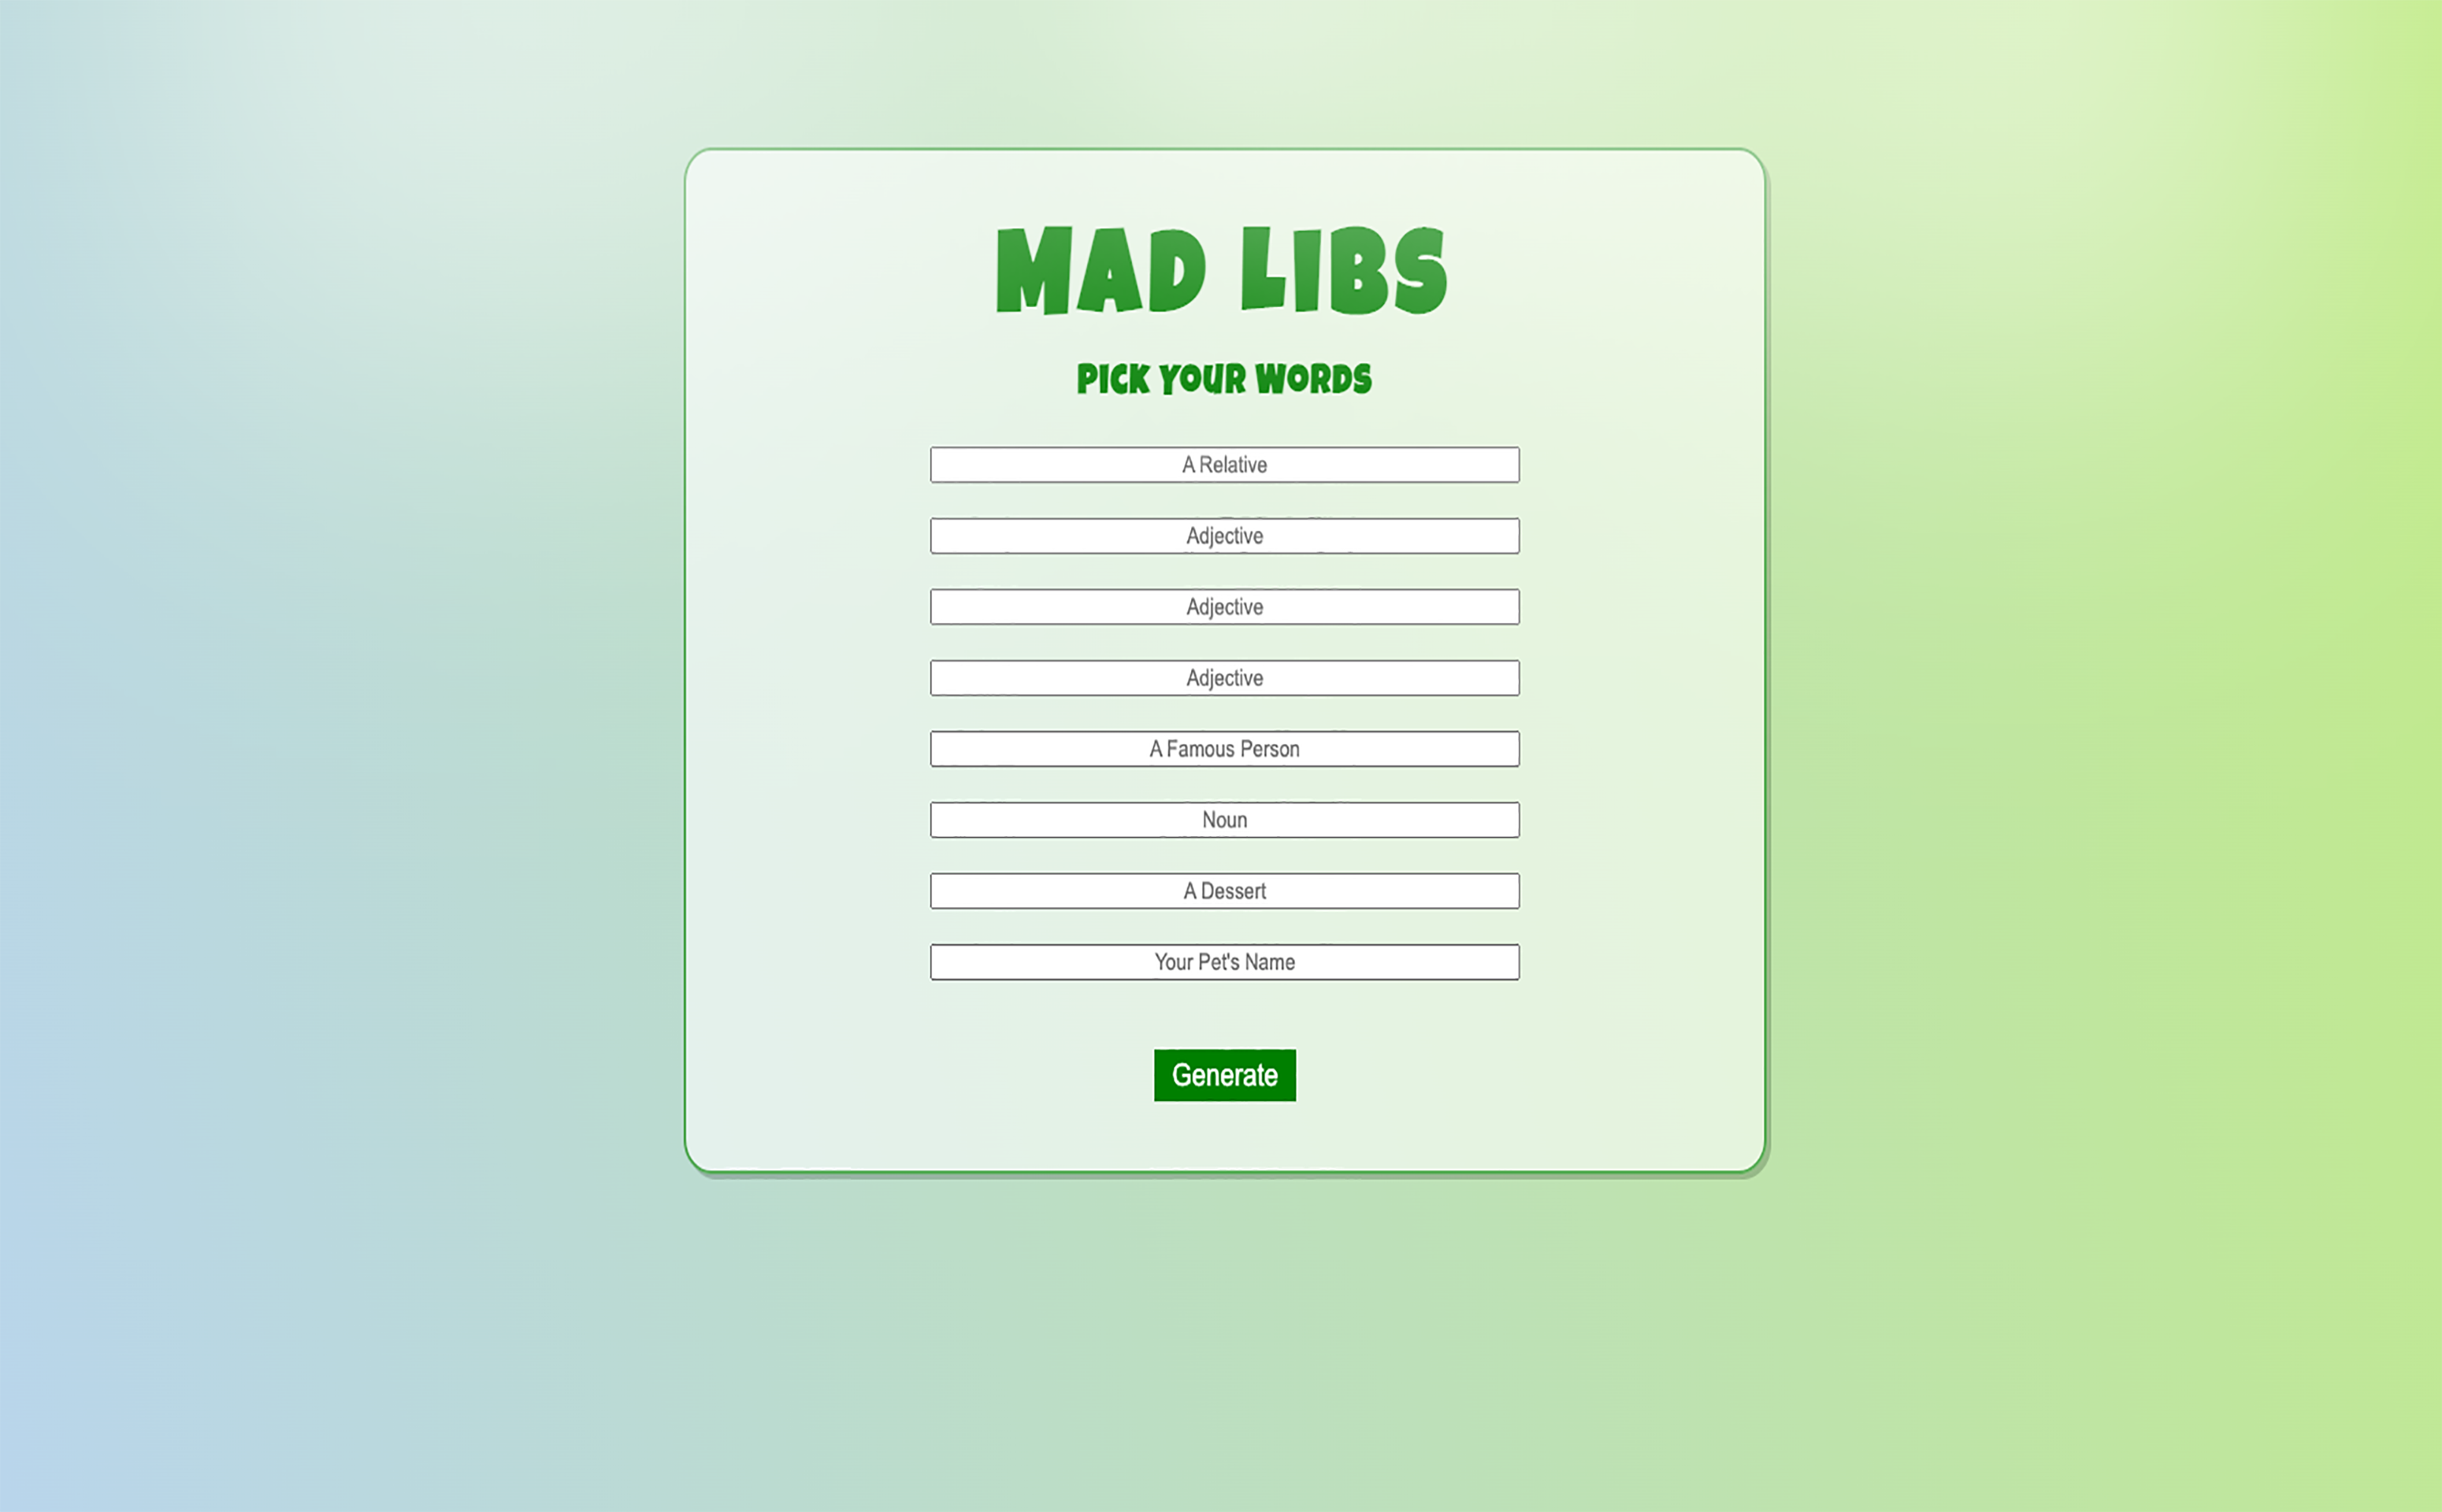 MAD LIBS
PICK YOUR WORDS
A Relative
Adjective
Adjective
Adjective
A Famous Person
Noun
A Dessert
Your Pet's Name
Generate